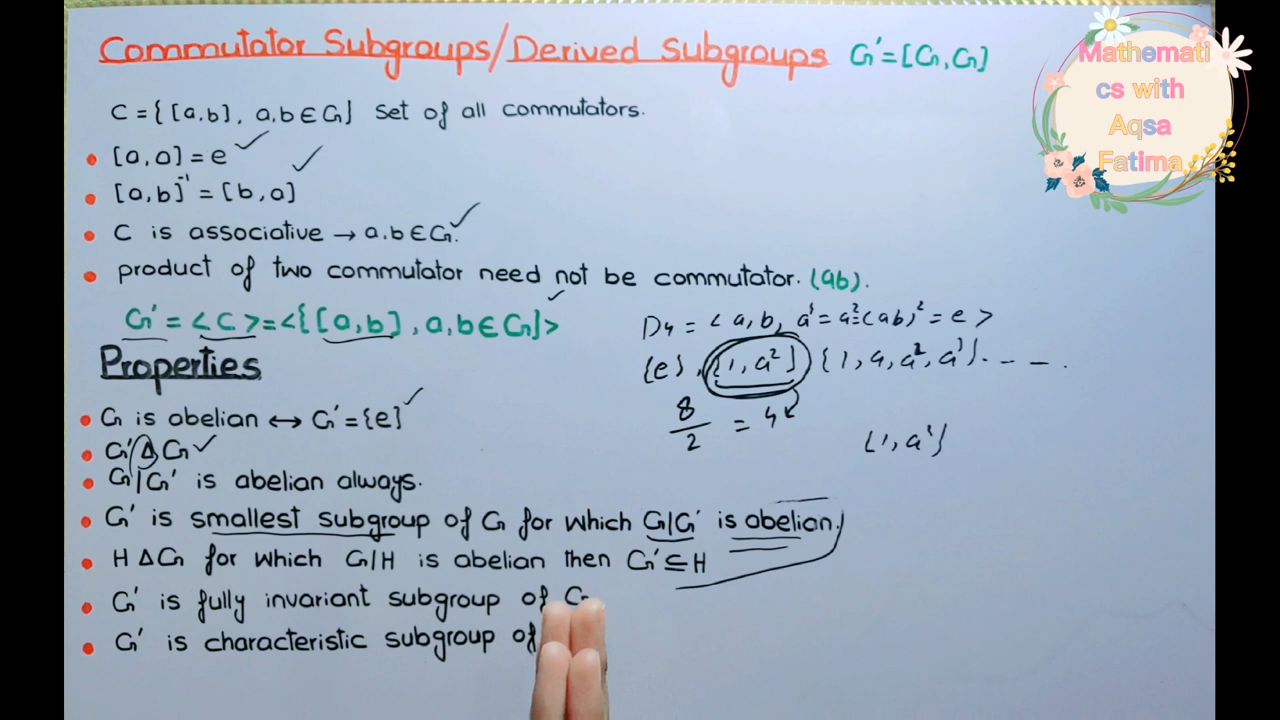 Commutator Subgroups/Derived Subgroups G'=[G,G]
Mathemati
cs with
Aqsa
Fatima
C={[a,b], a,b∈G} set of all commutators.
• [a,a]=e ✓
• [a,b]⁻¹=[b,a] ✓
• C is associative → a,b∈G. ✓
• product of two commutator need not be commutator. (ab).
G' = <C>=<{[a,b], a,b∈G}> ✓
D4 = <a,b, a⁴=a²=(ab)²=e>
{e}, {1,a²} {1,a,a²,a³}. - - .
8/2 = 4
{1,a²}
Properties
• G is abelian ↔ G'={e} ✓
• G' Δ G ✓
• G/G' is abelian always.
• G' is smallest subgroup of G for which G/G' is abelian.
• H Δ G for which G/H is abelian then G'⊆H
• G' is fully invariant subgroup of G
• G' is characteristic subgroup of